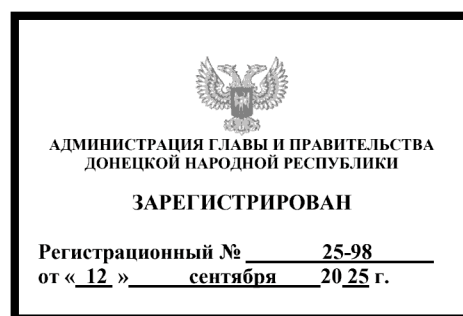 АДМИНИСТРАЦИЯ ГЛАВЫ И ПРАВИТЕЛЬСТВА
ДОНЕЦКОЙ НАРОДНОЙ РЕСПУБЛИКИ
ЗАРЕГИСТРИРОВАН
Регистрационный № 25-98
от « 12 » сентября 20 25 г.